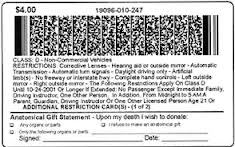 $4.00 19096-010-247
CLASS: D - Non-Commercial Vehicles
RESTRICTIONS: Corrective Lenses - Hearing aid or outside mirror - Automatic
Transmission - Automatic turn signals - Daylight driving only - Artificial
limb(s) - No freeway or interstate hwy - Complete hand controls - Left outside
mirror - Right outside mirror - The Following Restrictions Apply On The Class D
Until 10-24-2001 Or Longer If Extended: No Passenger Except Immediate Family,
Driving Instructor, One Other Person. In Addition, From Midnight To 5 AM A
Parent, Guardian, Driving Instructor Or One Other Licensed Person Age 21 Or
ADDITIONAL RESTRICTION CARD(S) - (1 of 2)
Anatomical Gift Statement - Upon my death I wish to donate:
Any organs or parts I refuse to make an anatomical gift
Only the following organs or parts
Signed: Date: